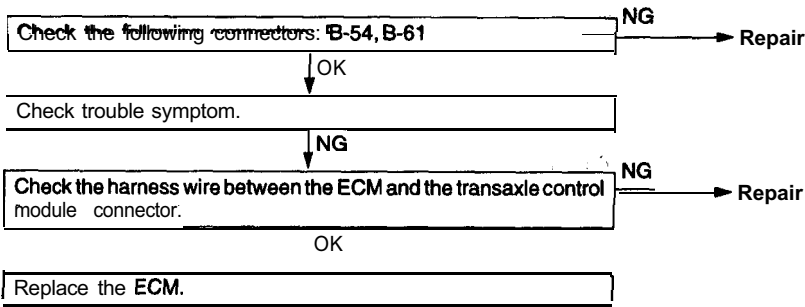 NG
Check the following connectors: B-54, B-61
Repair
OK
Check trouble symptom.
NG
NG
Check the harness wire between the ECM and the transaxle control
module connector.
Repair
OK
Replace the ECM.